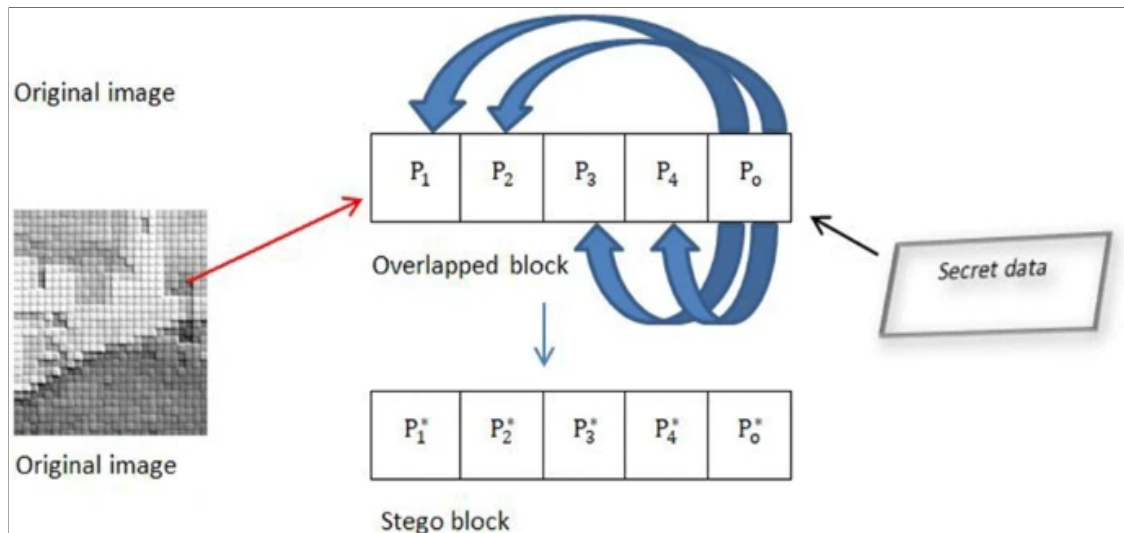 Original image
P₁ P₂ P₃ P₄ Pₒ
Overlapped block
Secret data
P₁* P₂* P₃* P₄* Pₒ*
Original image
Stego block